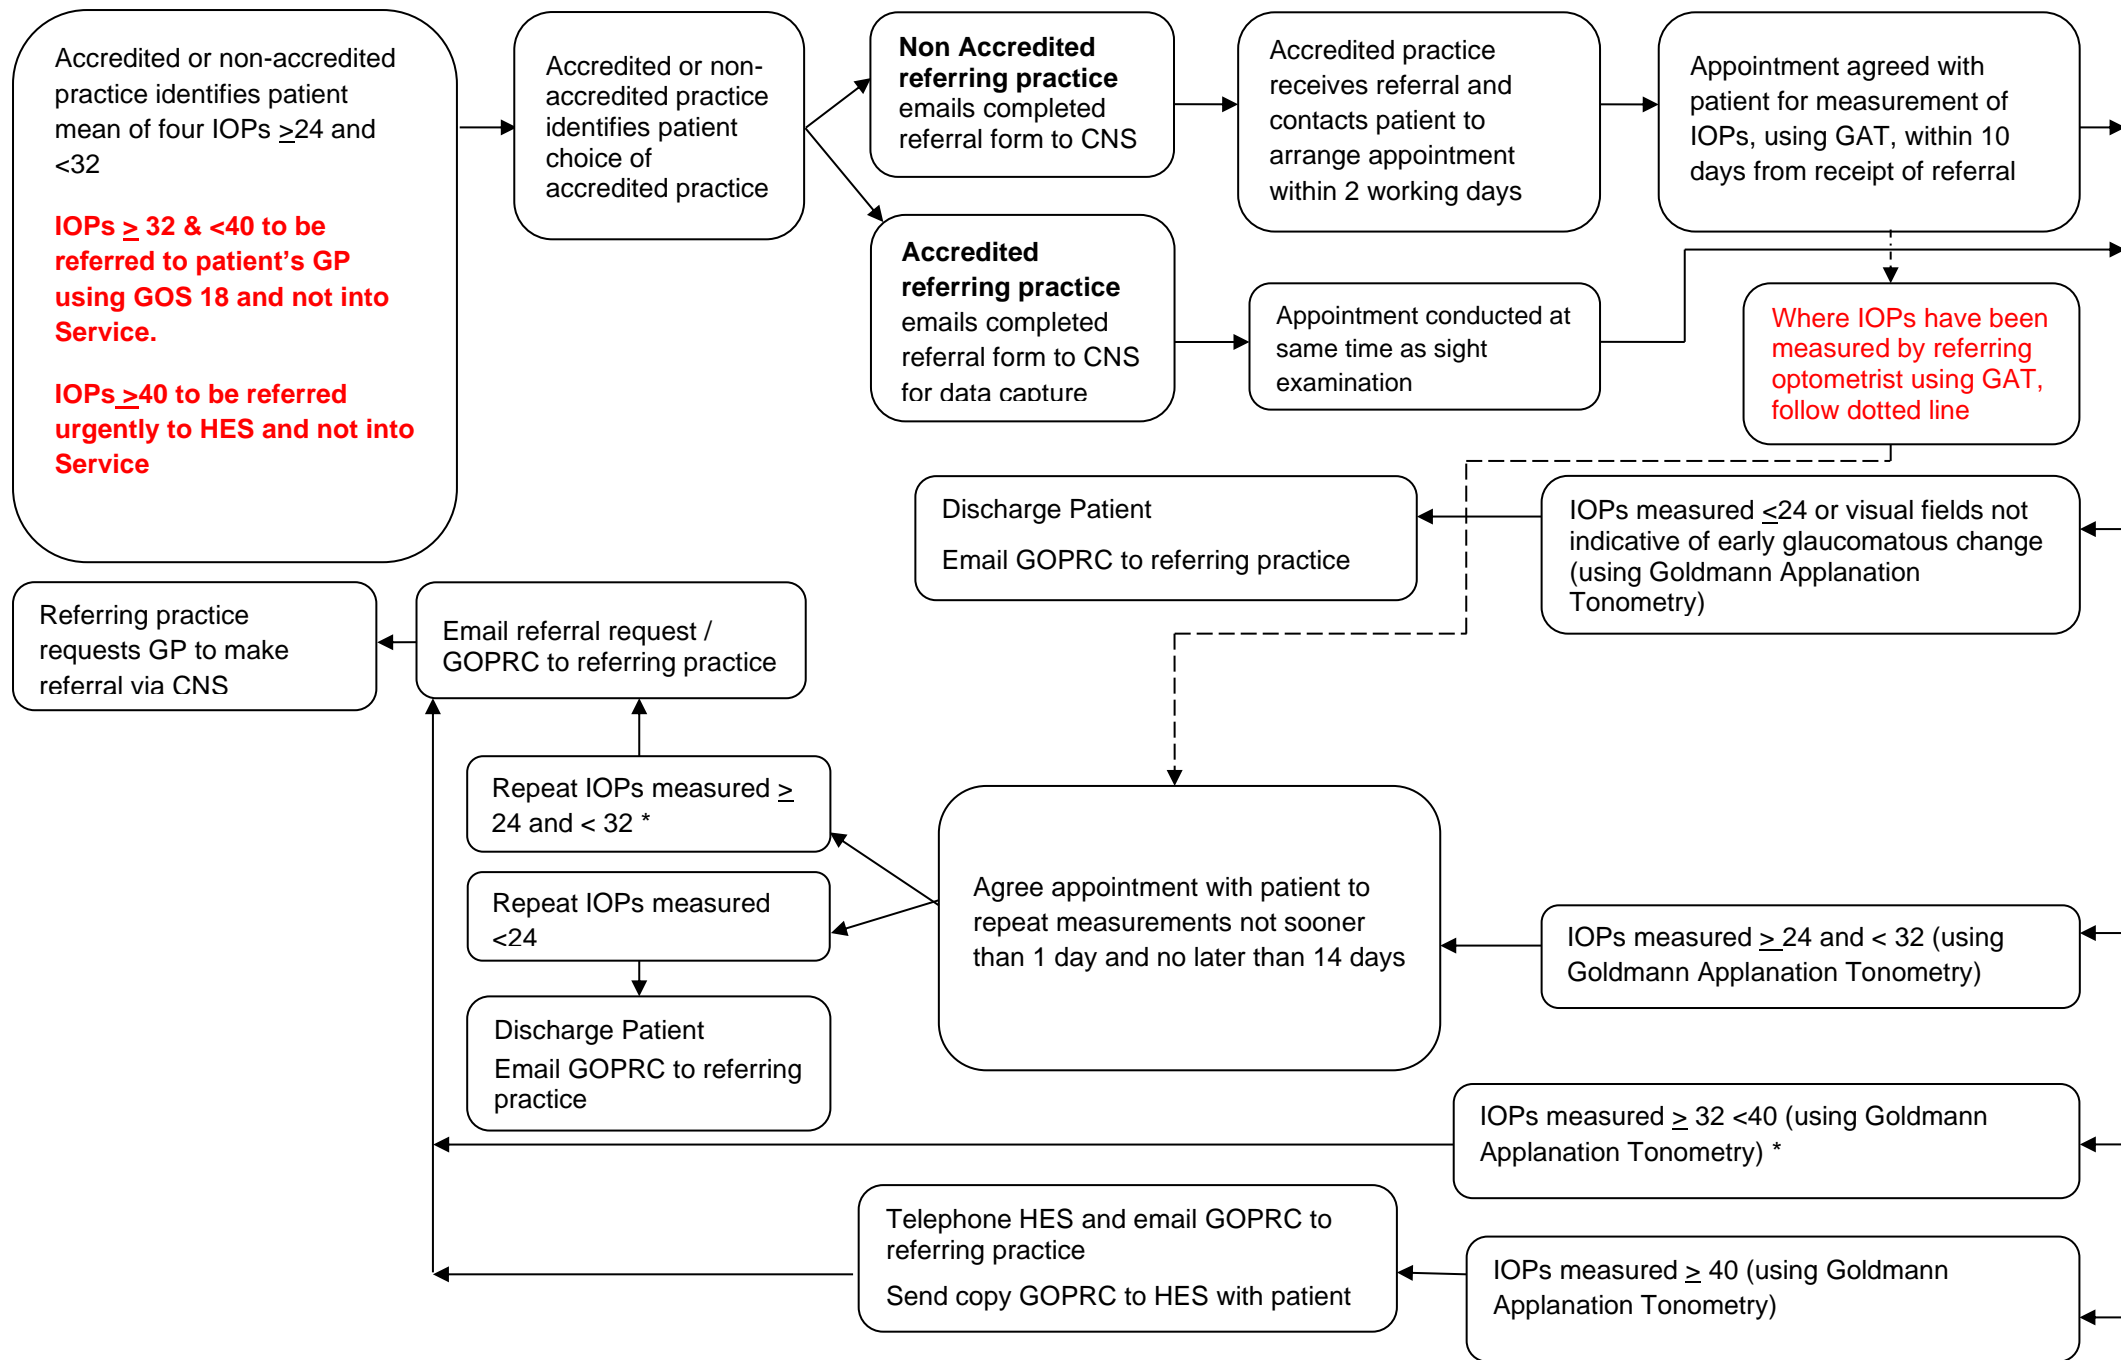 Accredited or non-accredited
practice identifies patient
mean of four IOPs >24 and
<32
IOPs > 32 & <40 to be
referred to patient's GP
using GOS 18 and not into
Service.
IOPs >40 to be referred
urgently to HES and not into
Service
Accredited or non-
accredited practice
identifies patient
choice of
accredited practice
Non Accredited
referring practice
emails completed
referral form to CNS
Accredited practice
receives referral and
contacts patient to
arrange appointment
within 2 working days
Appointment agreed with
patient for measurement of
IOPs, using GAT, within 10
days from receipt of referral
Accredited
referring practice
emails completed
referral form to CNS
for data capture
Appointment conducted at
same time as sight
examination
Where IOPs have been
measured by referring
optometrist using GAT,
follow dotted line
Discharge Patient
Email GOPRC to referring practice
IOPs measured <24 or visual fields not
indicative of early glaucomatous change
(using Goldmann Applanation
Tonometry)
Referring practice
requests GP to make
referral via CNS
Email referral request /
GOPRC to referring practice
Repeat IOPs measured >
24 and < 32 *
Repeat IOPs measured
<24
Discharge Patient
Email GOPRC to referring
practice
Agree appointment with patient to
repeat measurements not sooner
than 1 day and no later than 14 days
IOPs measured > 24 and < 32 (using
Goldmann Applanation Tonometry)
IOPs measured > 32 <40 (using Goldmann
Applanation Tonometry) *
Telephone HES and email GOPRC to
referring practice
Send copy GOPRC to HES with patient
IOPs measured > 40 (using Goldmann
Applanation Tonometry)